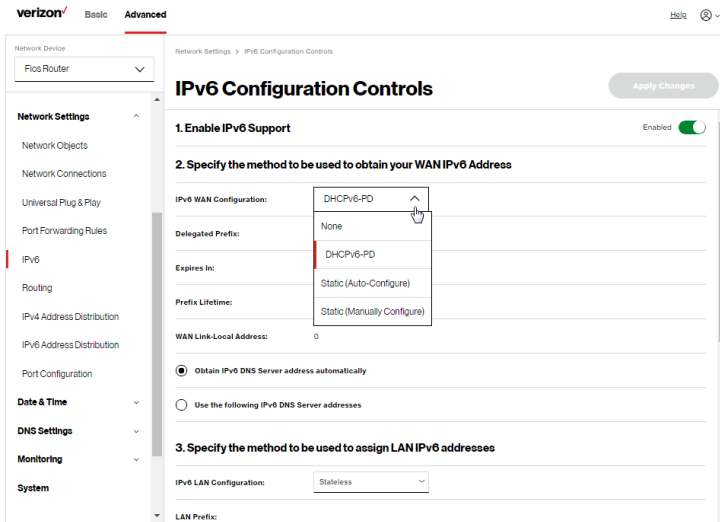 verizon✓ Basic Advanced Help
Network Device
Fios Router
Network Settings
Network Objects
Network Connections
Universal Plug & Play
Port Forwarding Rules
IPv6
Routing
IPv4 Address Distribution
IPv6 Address Distribution
Port Configuration
Date & Time
DNS Settings
Monitoring
System
Network Settings > IPv6 Configuration Controls
IPv6 Configuration Controls
Apply Changes
1. Enable IPv6 Support Enabled
2. Specify the method to be used to obtain your WAN IPv6 Address
IPv6 WAN Configuration: DHCPv6-PD
None
DHCPv6-PD
Static (Auto-Configure)
Static (Manually Configure)
Delegated Prefix:
Expires In:
Prefix Lifetime:
WAN Link-Local Address: 0
Obtain IPv6 DNS Server address automatically
Use the following IPv6 DNS Server addresses
3. Specify the method to be used to assign LAN IPv6 addresses
IPv6 LAN Configuration: Stateless
LAN Prefix: